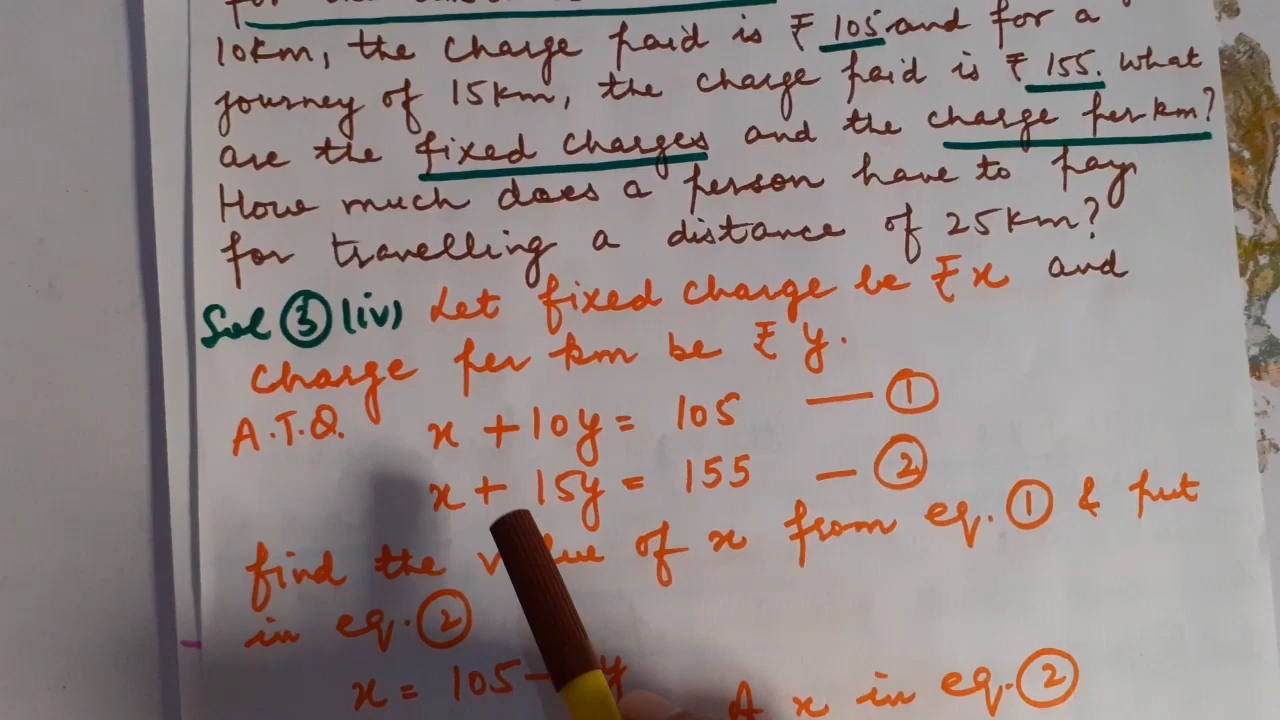 10km, the charge paid is ₹ 105 and for a
journey of 15km, the charge paid is ₹ 155. What
are the fixed charges and the charge per km?
How much does a person have to pay
for travelling a distance of 25km?
Sol ③ (iv) Let fixed charge be ₹ x and
charge per km be ₹ y.
A.T.Q. x + 10y = 105 — ①
x + 15y = 155 — ②
find the of x from eq. ① & put
in eq. ②
x = 105 - y x in eq. ②